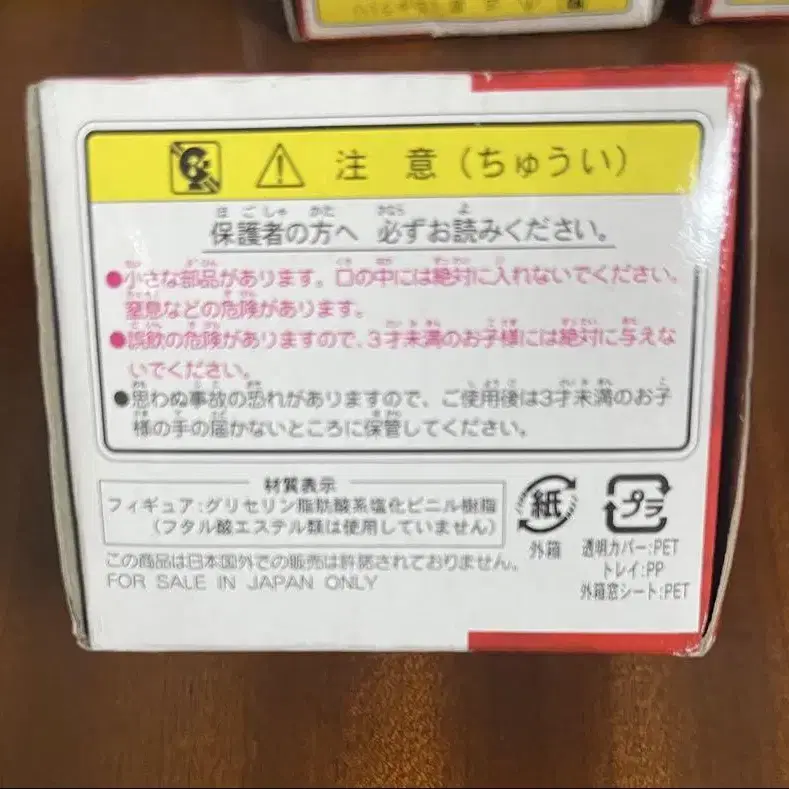 注 意（ちゅうい）
保護者の方へ 必ずお読みください。
●小さな部品があります。口の中には絶対に入れないでください。
窒息などの危険があります。
●誤飲の危険がありますので、3才未満のお子様には絶対に与えな
いでください。
●思わぬ事故の恐れがありますので、ご使用後は3才未満のお子
様の手の届かないところに保管してください。
材質表示
フィギュア:グリセリン脂肪酸系塩化ビニル樹脂
（フタル酸エステル類は使用していません）
この商品は日本国外での販売は許諾されておりません。
FOR SALE IN JAPAN ONLY
紙
外箱
プラ
透明カバー:PET
トレイ:PP
外箱窓シート:PET